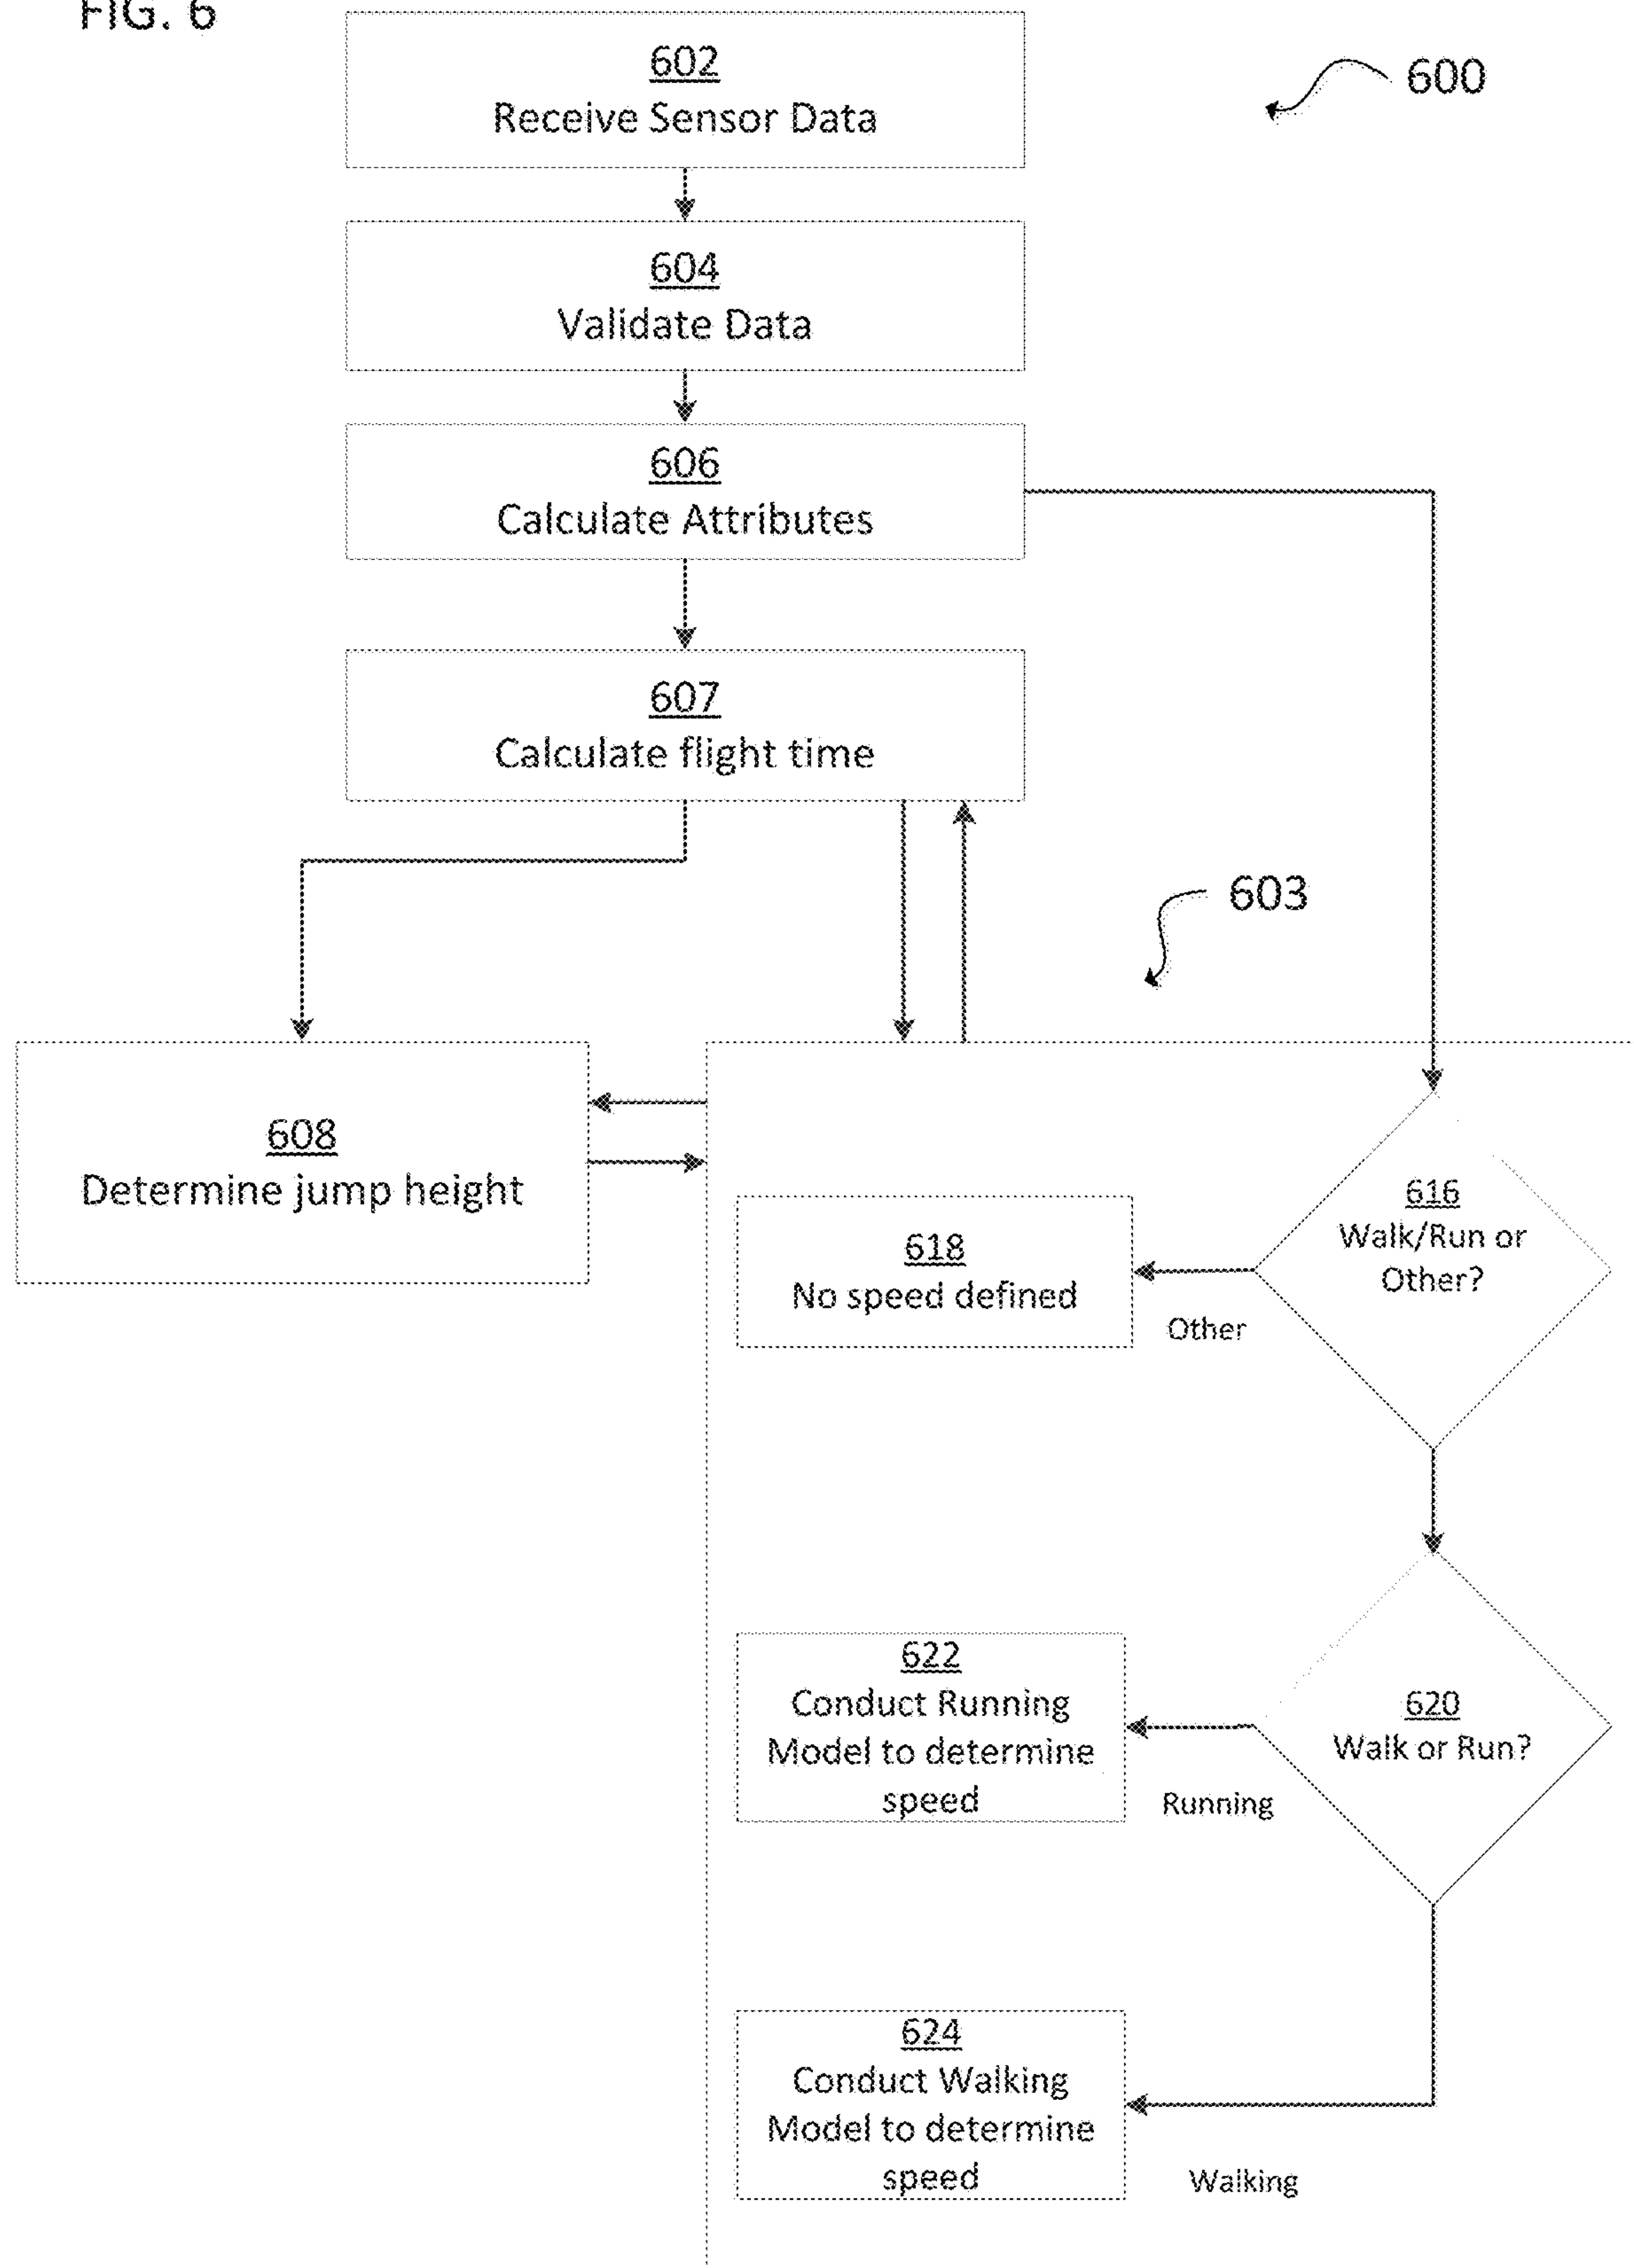 FIG. 6
602
Receive Sensor Data
600
604
Validate Data
606
Calculate Attributes
607
Calculate flight time
603
608
Determine jump height
616
Walk/Run or
Other?
618
No speed defined
Other
622
Conduct Running
Model to determine
speed
620
Walk or Run?
Running
624
Conduct Walking
Model to determine
speed
Walking